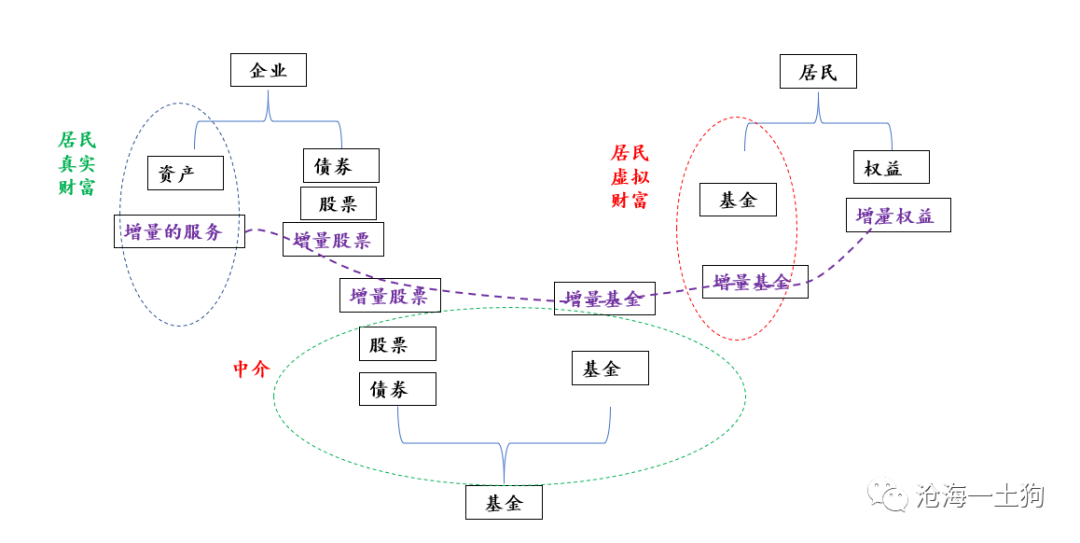 企业
居民
居民
真实
财富
资产
债券
股票
增量的服务
增量股票
居民
虚拟
财富
基金
权益
增量权益
增量基金
增量股票
增量基金
中介
股票
债券
基金
基金
沧海一土狗